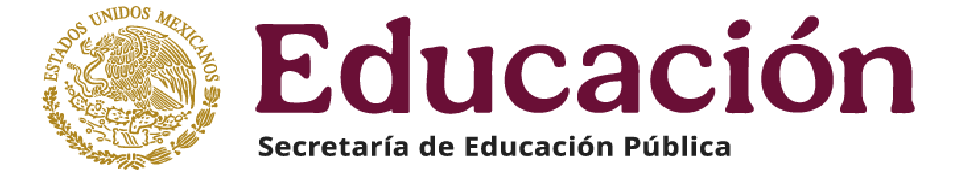 ESTADOS UNIDOS MEXICANOS
Educación
Secretaría de Educación Pública